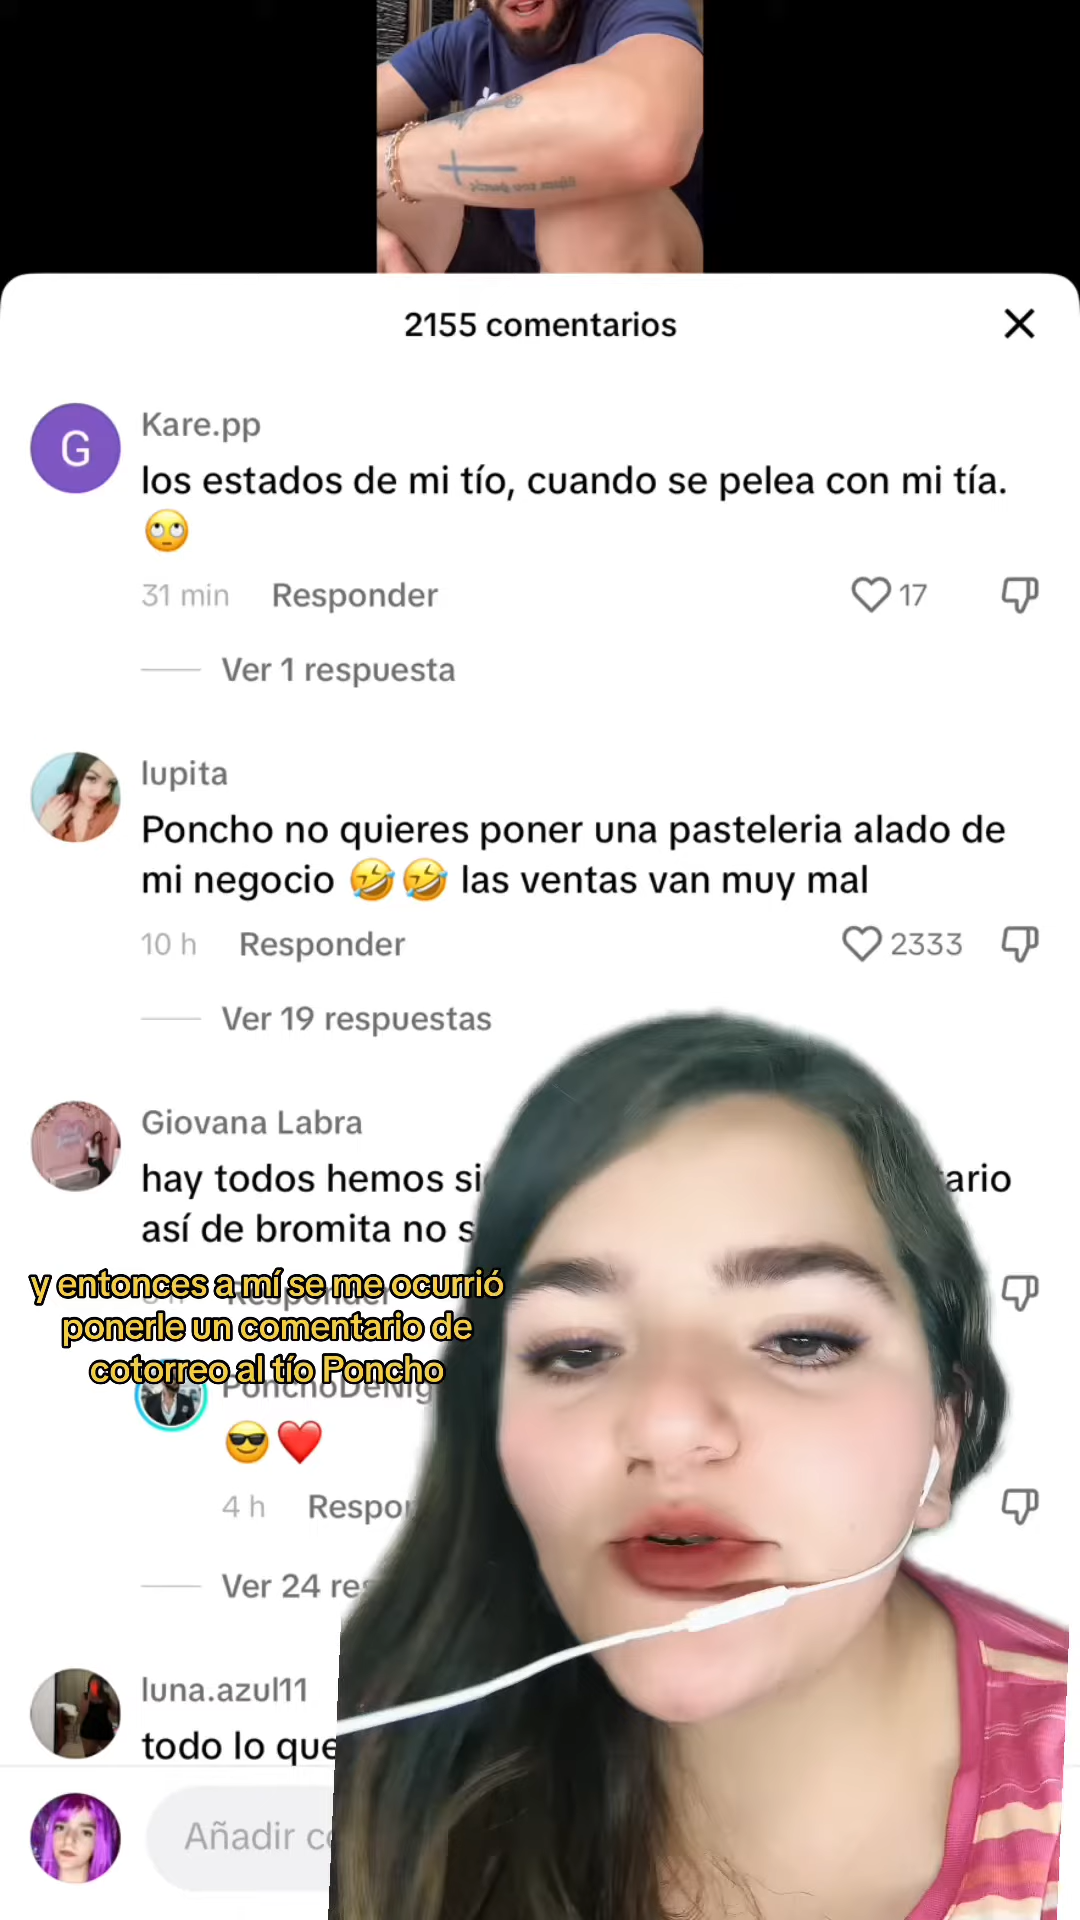 2155 comentarios
Kare.pp
G
los estados de mi tío, cuando se pelea con mi tía.
🙄
31 min Responder 17
Ver 1 respuesta
lupita
Poncho no quieres poner una pasteleria alado de
mi negocio 🤣🤣 las ventas van muy mal
10 h Responder 2333
Ver 19 respuestas
Giovana Labra
hay todos hemos
así de bromita no
Responder
y entonces a mí se me ocurrió
ponerle un comentario de
cotorreo al tío Poncho
PonchoDeNig
😎❤️
4 h
Ver 24
luna.azul11
todo lo que
Añadir